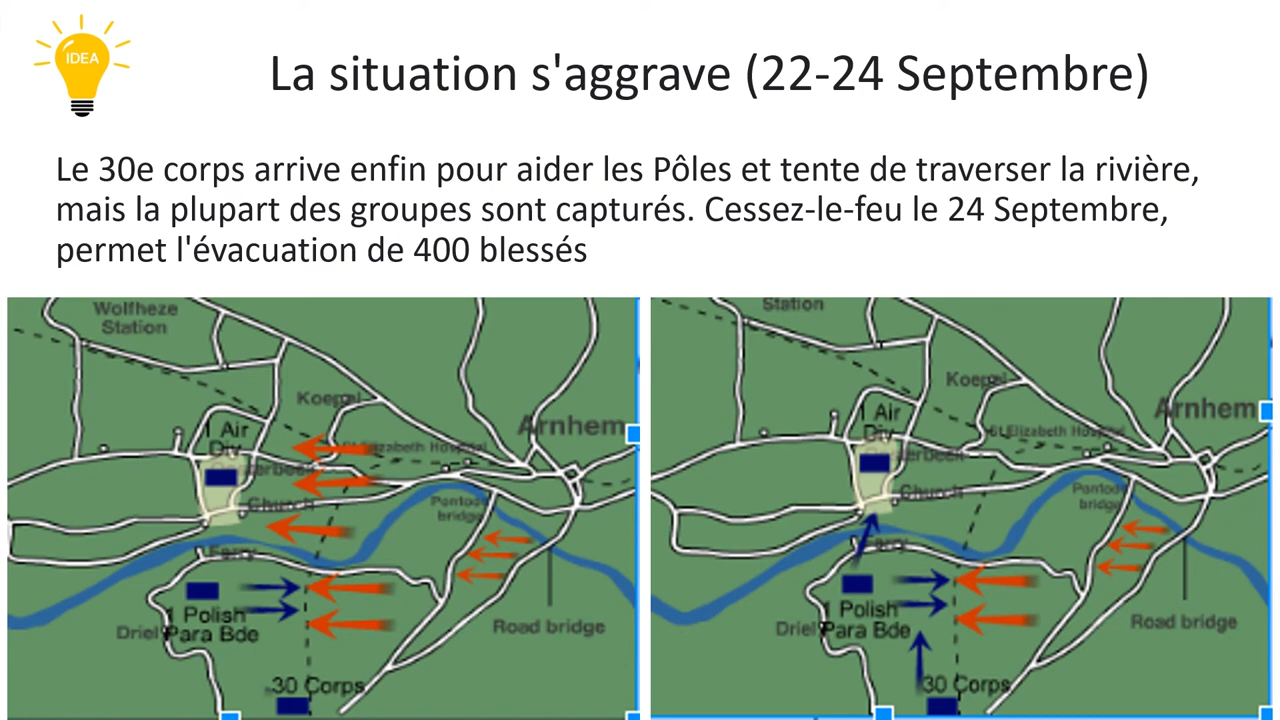 IDEA
La situation s'aggrave (22-24 Septembre)
Le 30e corps arrive enfin pour aider les Pôles et tente de traverser la rivière,
mais la plupart des groupes sont capturés. Cessez-le-feu le 24 Septembre,
permet l'évacuation de 400 blessés
Wolfheze
Station
Koepel
1 Air
Div
Arnhem
Elizabeth Hospital
Church
Pontoon
bridge
Ferry
1 Polish
Driel Para Bde
Road bridge
30 Corps
Station
Koepel
1 Air
Div
Arnhem
St Elizabeth Hospital
Church
bridge
Ferry
1 Polish
Driel Para Bde
Road bridge
30 Corps